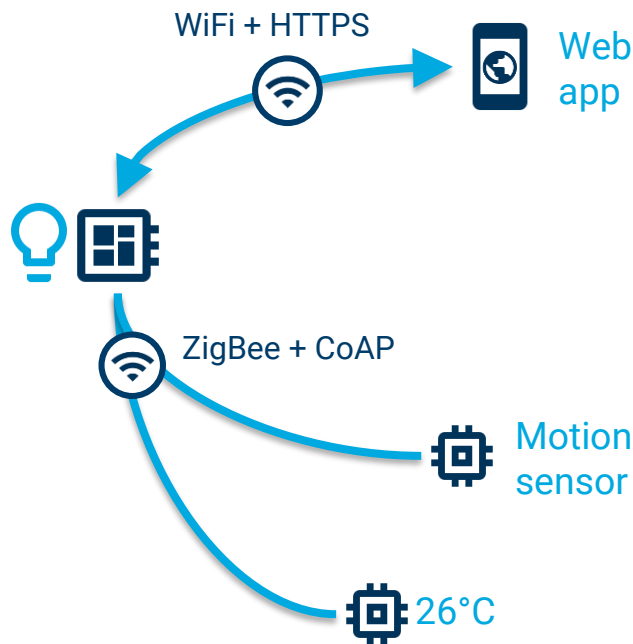 WiFi + HTTPS
Web
app
ZigBee + CoAP
Motion
sensor
26°C